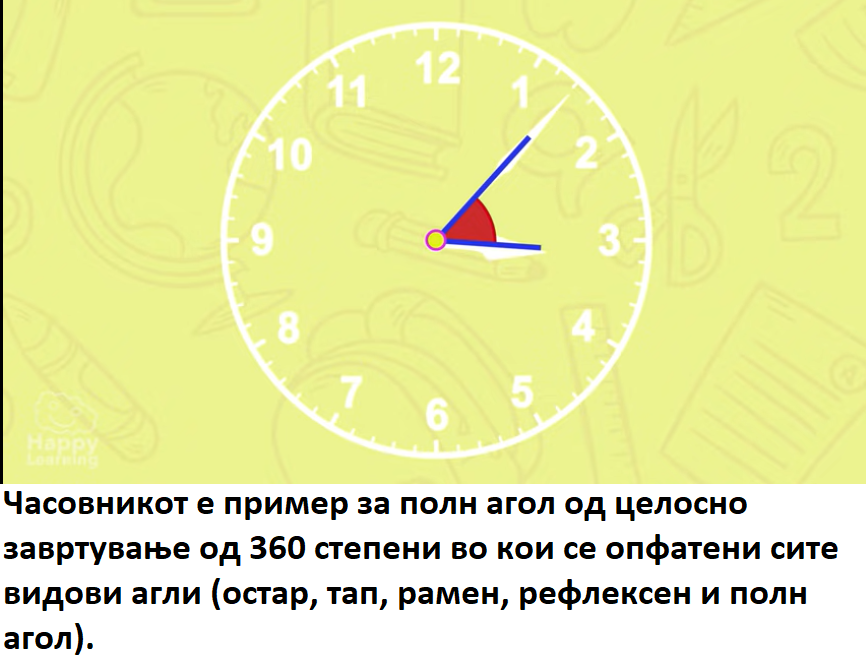 12
11
1
10
2
9
3
8
4
7
5
6
2
Happy
Learning
Часовникот е пример за полн агол од целосно
завртување од 360 степени во кои се опфатени сите
видови агли (остар, тап, рамен, рефлексен и полн
агол).